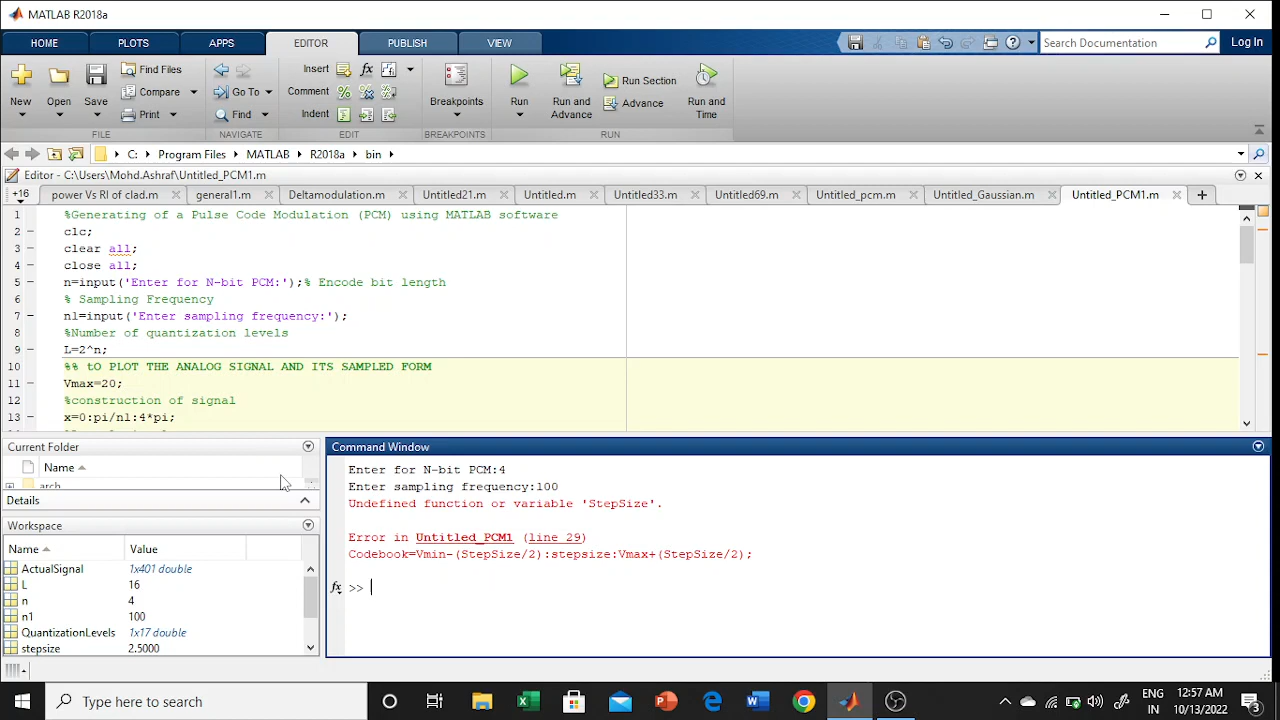 MATLAB R2018a
HOME PLOTS APPS EDITOR PUBLISH VIEW Search Documentation Log In
New Open Save Find Files Compare Print Go To Find Insert Comment Indent fx Breakpoints Run Run and Advance Run Section Advance Run and Time
FILE NAVIGATE EDIT BREAKPOINTS RUN
C: Program Files MATLAB R2018a bin
Editor - C:\Users\Mohd.Ashraf\Untitled_PCM1.m
+16 power Vs RI of clad.m general1.m Deltamodulation.m Untitled21.m Untitled.m Untitled33.m Untitled69.m Untitled_pcm.m Untitled_Gaussian.m Untitled_PCM1.m
1 %Generating of a Pulse Code Modulation (PCM) using MATLAB software
2 clc;
3 clear all;
4 close all;
5 n=input('Enter for N-bit PCM:');% Encode bit length
6 % Sampling Frequency
7 n1=input('Enter sampling frequency:');
8 %Number of quantization levels
9 L=2^n;
10 %% tO PLOT THE ANALOG SIGNAL AND ITS SAMPLED FORM
11 Vmax=20;
12 %construction of signal
13 x=0:pi/n1:4*pi;
Current Folder
Name
arch
Details
Workspace
Name Value
ActualSignal 1x401 double
L 16
n 4
n1 100
QuantizationLevels 1x17 double
stepsize 2.5000
Command Window
Enter for N-bit PCM:4
Enter sampling frequency:100
Undefined function or variable 'StepSize'.
Error in Untitled_PCM1 (line 29)
Codebook=Vmin-(StepSize/2):stepsize:Vmax+(StepSize/2);
fx >>
Type here to search
ENG
IN
12:57 AM
10/13/2022
3